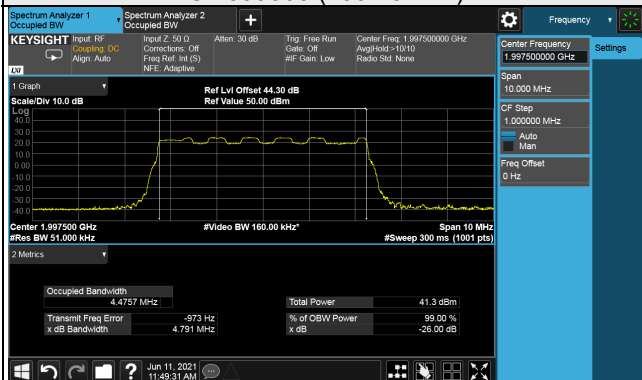 Spectrum Analyzer 1
Occupied BW
Spectrum Analyzer 2
Occupied BW
+
Frequency
KEYSIGHT
Input: RF
Coupling: DC
Align: Auto
Input Z: 50 Ω
Corrections: Off
Freq Ref: Int (S)
NFE: Adaptive
Atten: 30 dB
Trig: Free Run
Gate: Off
#IF Gain: Low
Center Freq: 1.997500000 GHz
Avg|Hold:>10/10
Radio Std: None
LXI
Center Frequency
1.997500000 GHz
Settings
Span
10.000 MHz
CF Step
1.000000 MHz
Auto
Man
Freq Offset
0 Hz
1 Graph
Scale/Div 10.0 dB
Ref Lvl Offset 44.30 dB
Ref Value 50.00 dBm
Log
40.0
30.0
20.0
10.0
0.00
-10.0
-20.0
-30.0
-40.0
Center 1.997500 GHz
#Res BW 51.000 kHz
#Video BW 160.00 kHz*
Span 10 MHz
#Sweep 300 ms (1001 pts)
2 Metrics
Occupied Bandwidth
4.4757 MHz
Total Power 41.3 dBm
Transmit Freq Error -973 Hz
% of OBW Power 99.00 %
x dB Bandwidth 4.791 MHz
x dB -26.00 dB
?
Jun 11, 2021
11:49:31 AM